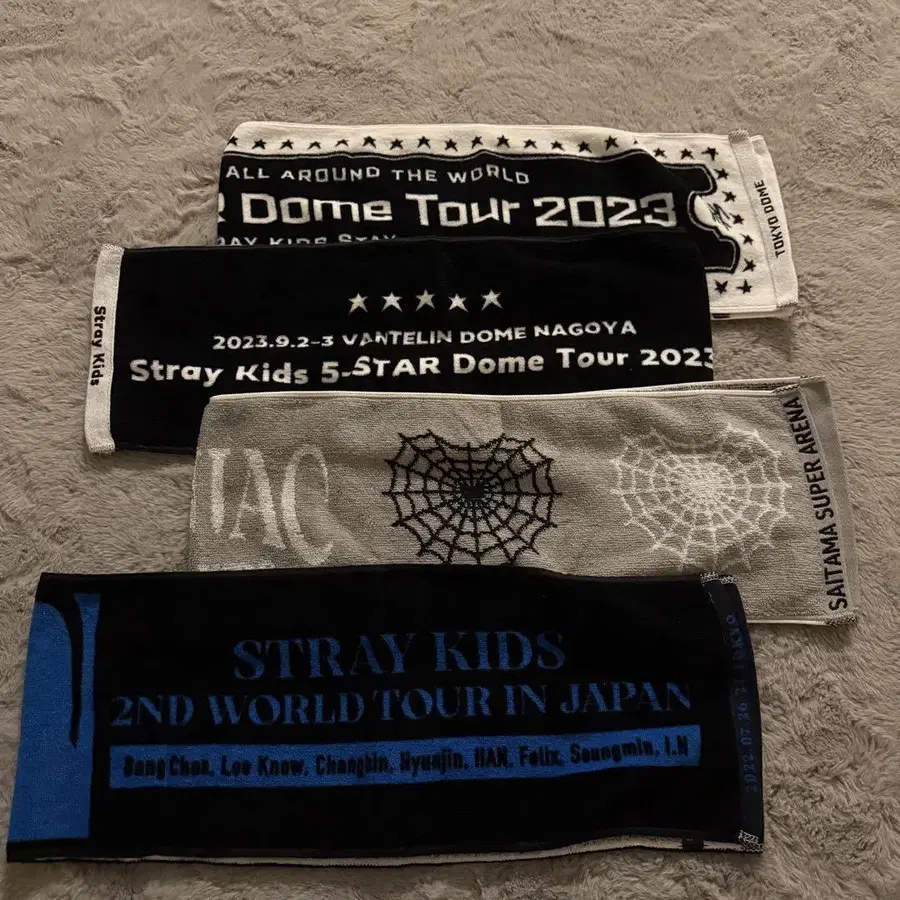 ALL AROUND THE WORLD
Dome Tour 2023
TOKYO DOME
Stray Kids
2023.9.2-3 VANTELIN DOME NAGOYA
Stray Kids 5-STAR Dome Tour 2023
IAC
SAITAMA SUPER ARENA
STRAY KIDS
2ND WORLD TOUR IN JAPAN
Bang Chan, Lee Know, Changbin, Hyunjin, HAN, Felix, Seungmin, I.N
TOKYO